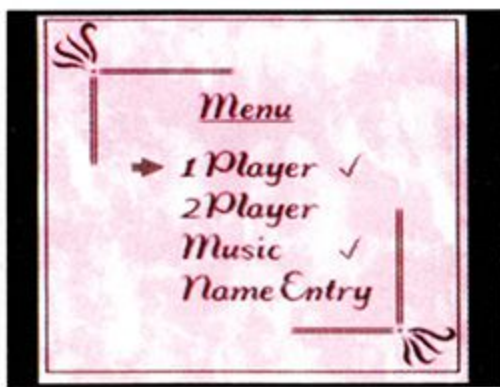 Menu
1 Player ✓
2 Player
Music ✓
Name Entry